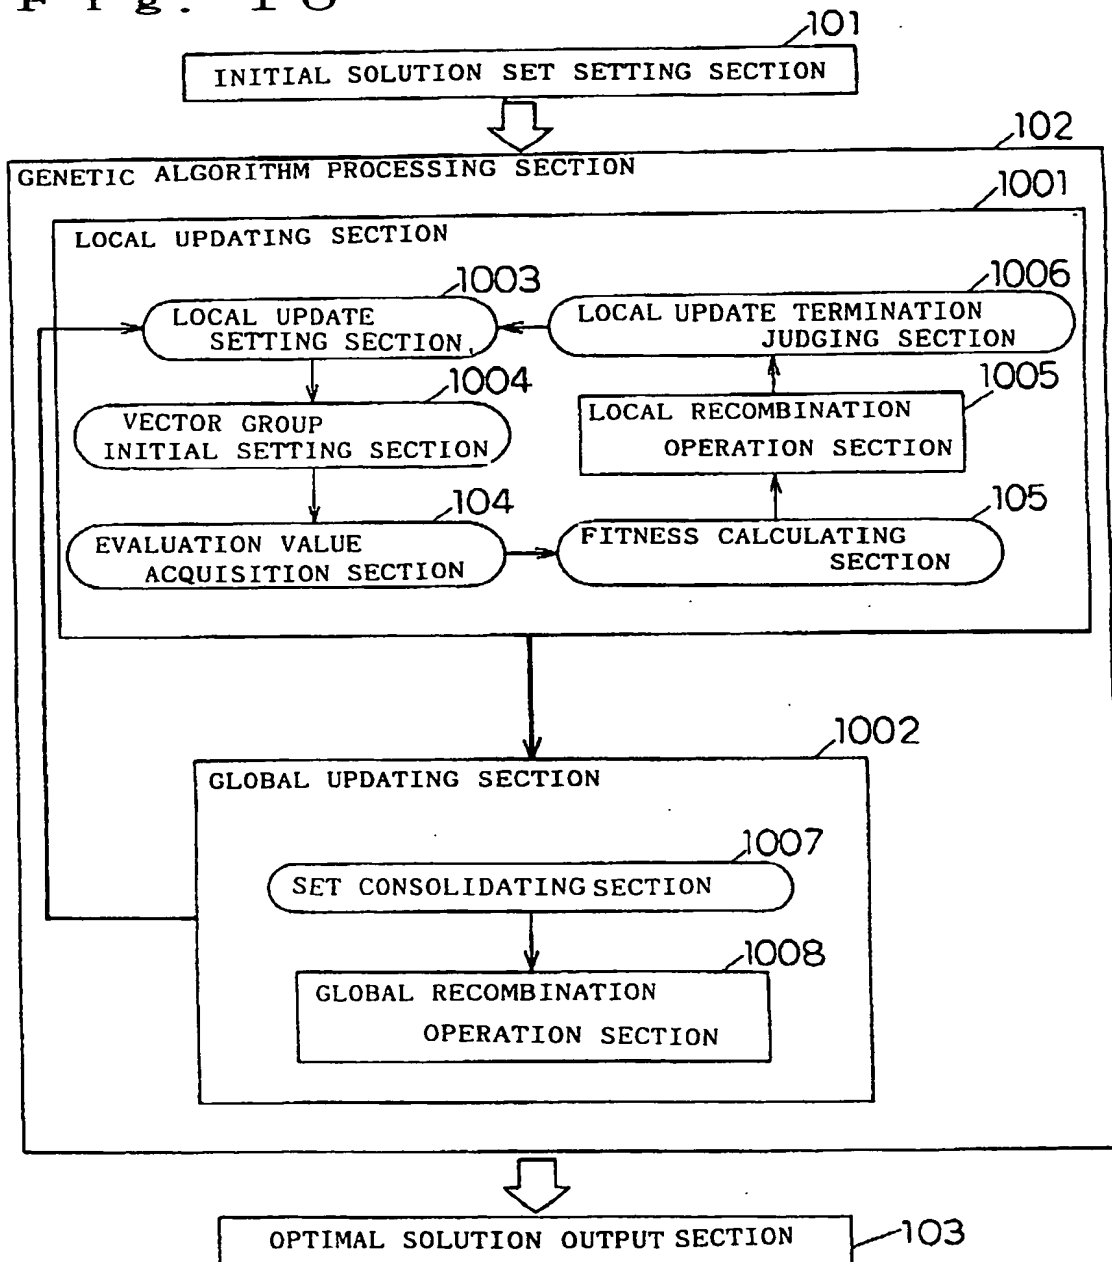 Fig. 10
101
INITIAL SOLUTION SET SETTING SECTION
102
GENETIC ALGORITHM PROCESSING SECTION
1001
LOCAL UPDATING SECTION
1003
LOCAL UPDATE
SETTING SECTION
1006
LOCAL UPDATE TERMINATION
JUDGING SECTION
1004
VECTOR GROUP
INITIAL SETTING SECTION
1005
LOCAL RECOMBINATION
OPERATION SECTION
104
EVALUATION VALUE
ACQUISITION SECTION
105
FITNESS CALCULATING
SECTION
1002
GLOBAL UPDATING SECTION
1007
SET CONSOLIDATING SECTION
1008
GLOBAL RECOMBINATION
OPERATION SECTION
OPTIMAL SOLUTION OUTPUT SECTION
103